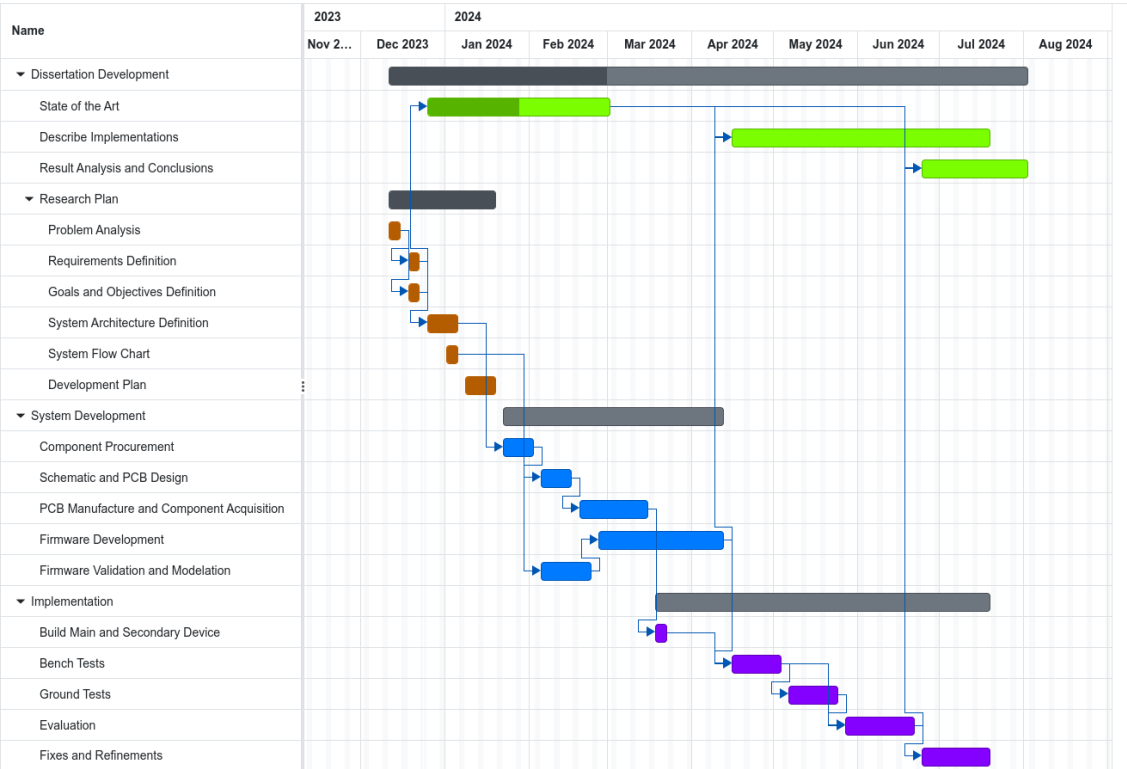 2023
2024
Name
Nov 2...
Dec 2023
Jan 2024
Feb 2024
Mar 2024
Apr 2024
May 2024
Jun 2024
Jul 2024
Aug 2024
Dissertation Development
State of the Art
Describe Implementations
Result Analysis and Conclusions
Research Plan
Problem Analysis
Requirements Definition
Goals and Objectives Definition
System Architecture Definition
System Flow Chart
Development Plan
System Development
Component Procurement
Schematic and PCB Design
PCB Manufacture and Component Acquisition
Firmware Development
Firmware Validation and Modelation
Implementation
Build Main and Secondary Device
Bench Tests
Ground Tests
Evaluation
Fixes and Refinements